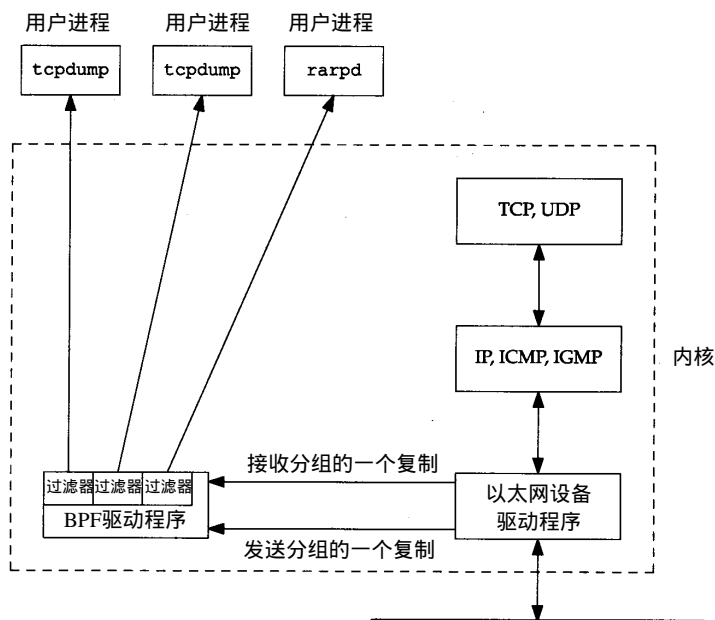 用户进程 用户进程 用户进程
tcpdump tcpdump rarpd
TCP, UDP
IP, ICMP, IGMP
内核
接收分组的一个复制
过滤器 过滤器 过滤器
BPF驱动程序
以太网设备
驱动程序
发送分组的一个复制